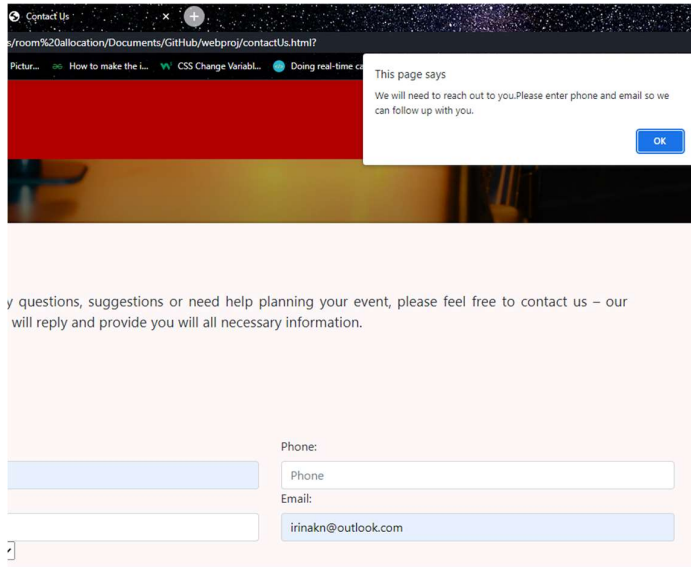 Contact Us
s/room%20allocation/Documents/GitHub/webproj/contactUs.html?
Pictur... How to make the i... CSS Change Variabl... Doing real-time ca
This page says
We will need to reach out to you.Please enter phone and email so we
can follow up with you.
OK
y questions, suggestions or need help planning your event, please feel free to contact us – our
will reply and provide you will all necessary information.
Phone:
Phone
Email:
irinakn@outlook.com